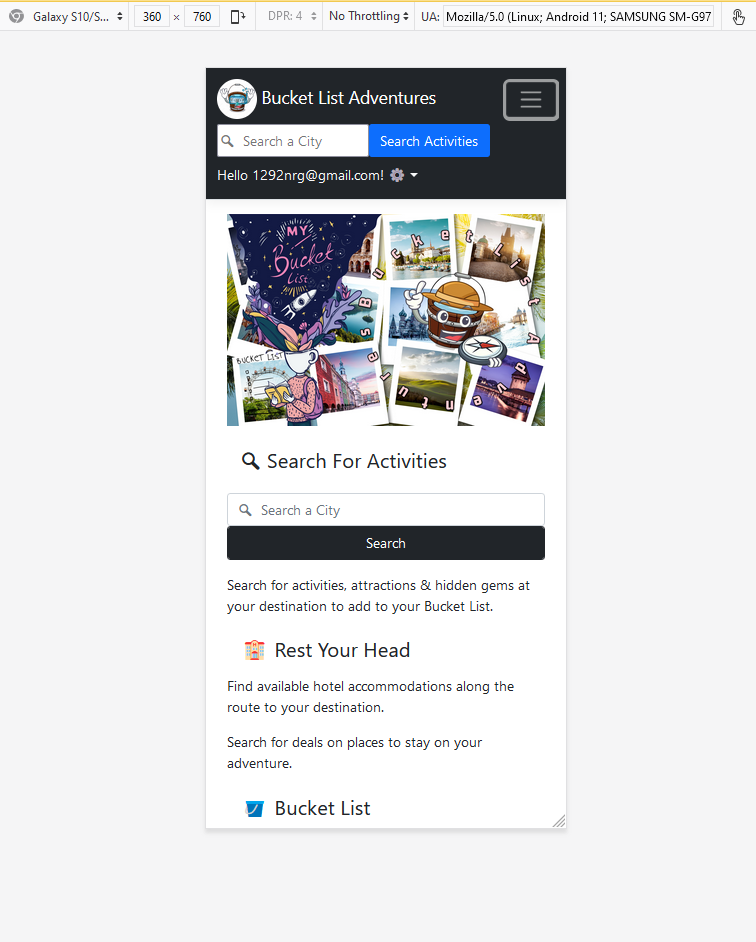 Galaxy S10/S... 360 × 760 DPR: 4 No Throttling UA: Mozilla/5.0 (Linux; Android 11; SAMSUNG SM-G97
Bucket List Adventures
Search a City Search Activities
Hello 1292nrg@gmail.com!
MY
Bucket
List
Bucket List Adventures
BUCKET LIST
Search For Activities
Search a City
Search
Search for activities, attractions & hidden gems at
your destination to add to your Bucket List.
Rest Your Head
Find available hotel accommodations along the
route to your destination.
Search for deals on places to stay on your
adventure.
Bucket List